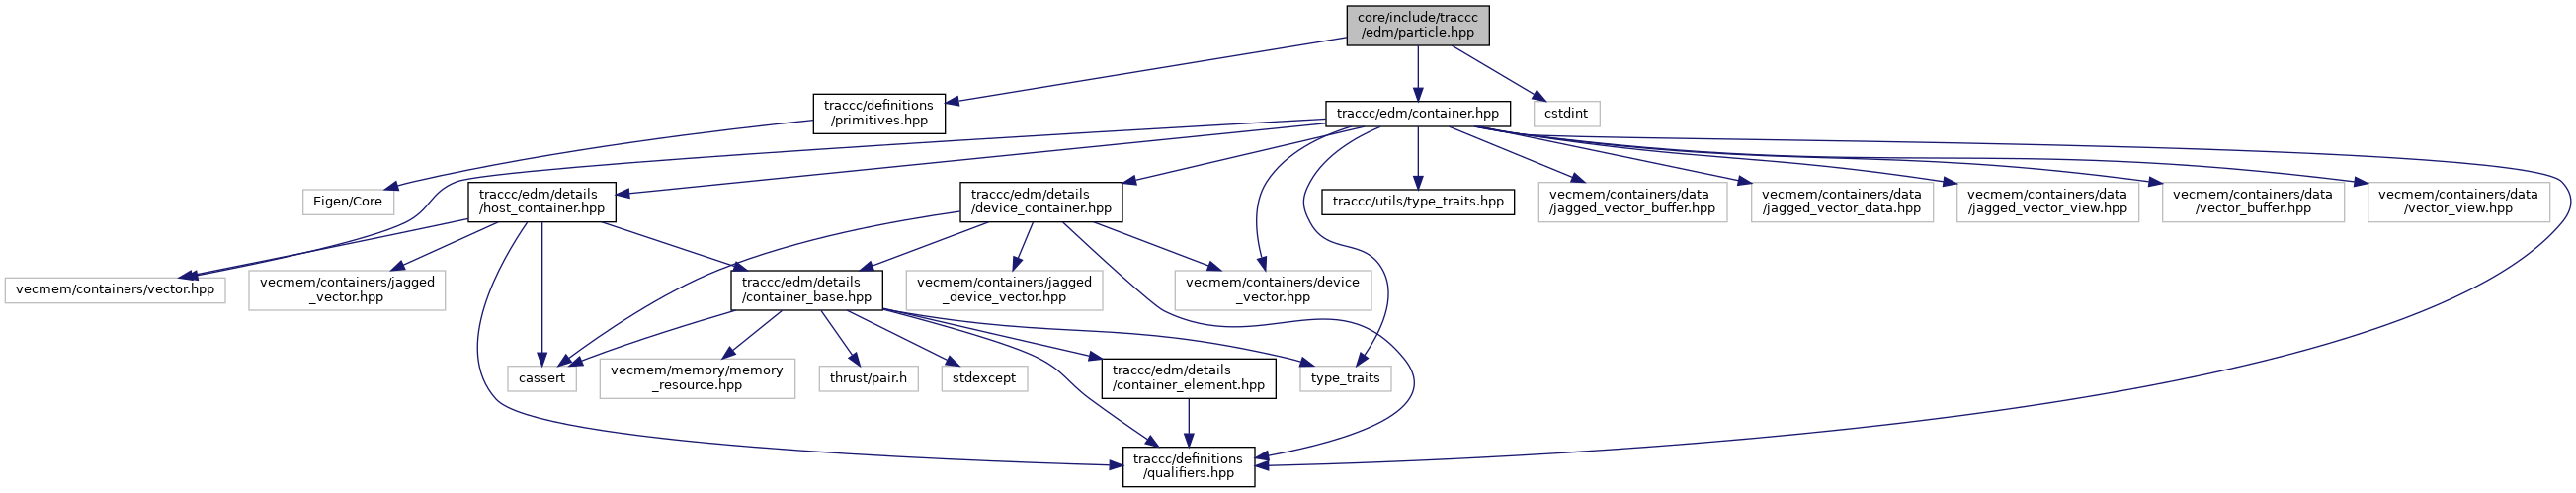 core/include/traccc
/edm/particle.hpp
traccc/definitions
/primitives.hpp
traccc/edm/container.hpp
cstdint
Eigen/Core
traccc/edm/details
/host_container.hpp
traccc/edm/details
/device_container.hpp
traccc/utils/type_traits.hpp
vecmem/containers/data
/jagged_vector_buffer.hpp
vecmem/containers/data
/jagged_vector_data.hpp
vecmem/containers/data
/jagged_vector_view.hpp
vecmem/containers/data
/vector_buffer.hpp
vecmem/containers/data
/vector_view.hpp
vecmem/containers/vector.hpp
vecmem/containers/jagged
_vector.hpp
traccc/edm/details
/container_base.hpp
vecmem/containers/jagged
_device_vector.hpp
vecmem/containers/device
_vector.hpp
cassert
vecmem/memory/memory
_resource.hpp
thrust/pair.h
stdexcept
traccc/edm/details
/container_element.hpp
type_traits
traccc/definitions
/qualifiers.hpp